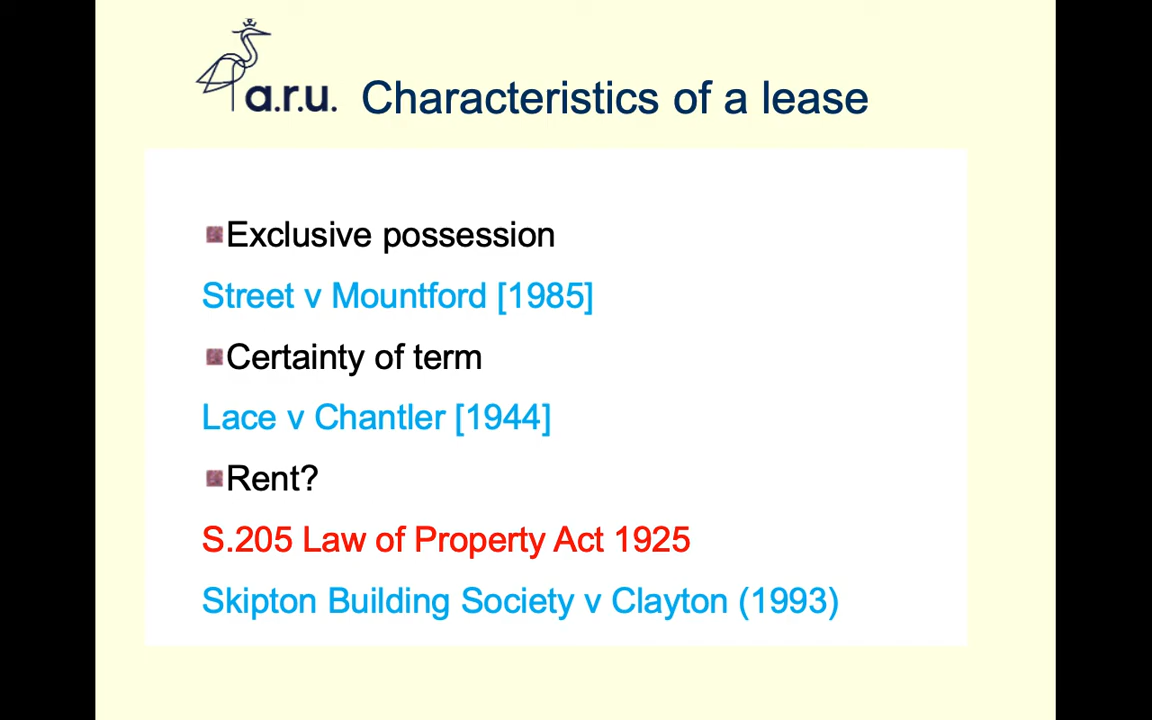 a.r.u. Characteristics of a lease
Exclusive possession
Street v Mountford [1985]
Certainty of term
Lace v Chantler [1944]
Rent?
S.205 Law of Property Act 1925
Skipton Building Society v Clayton (1993)